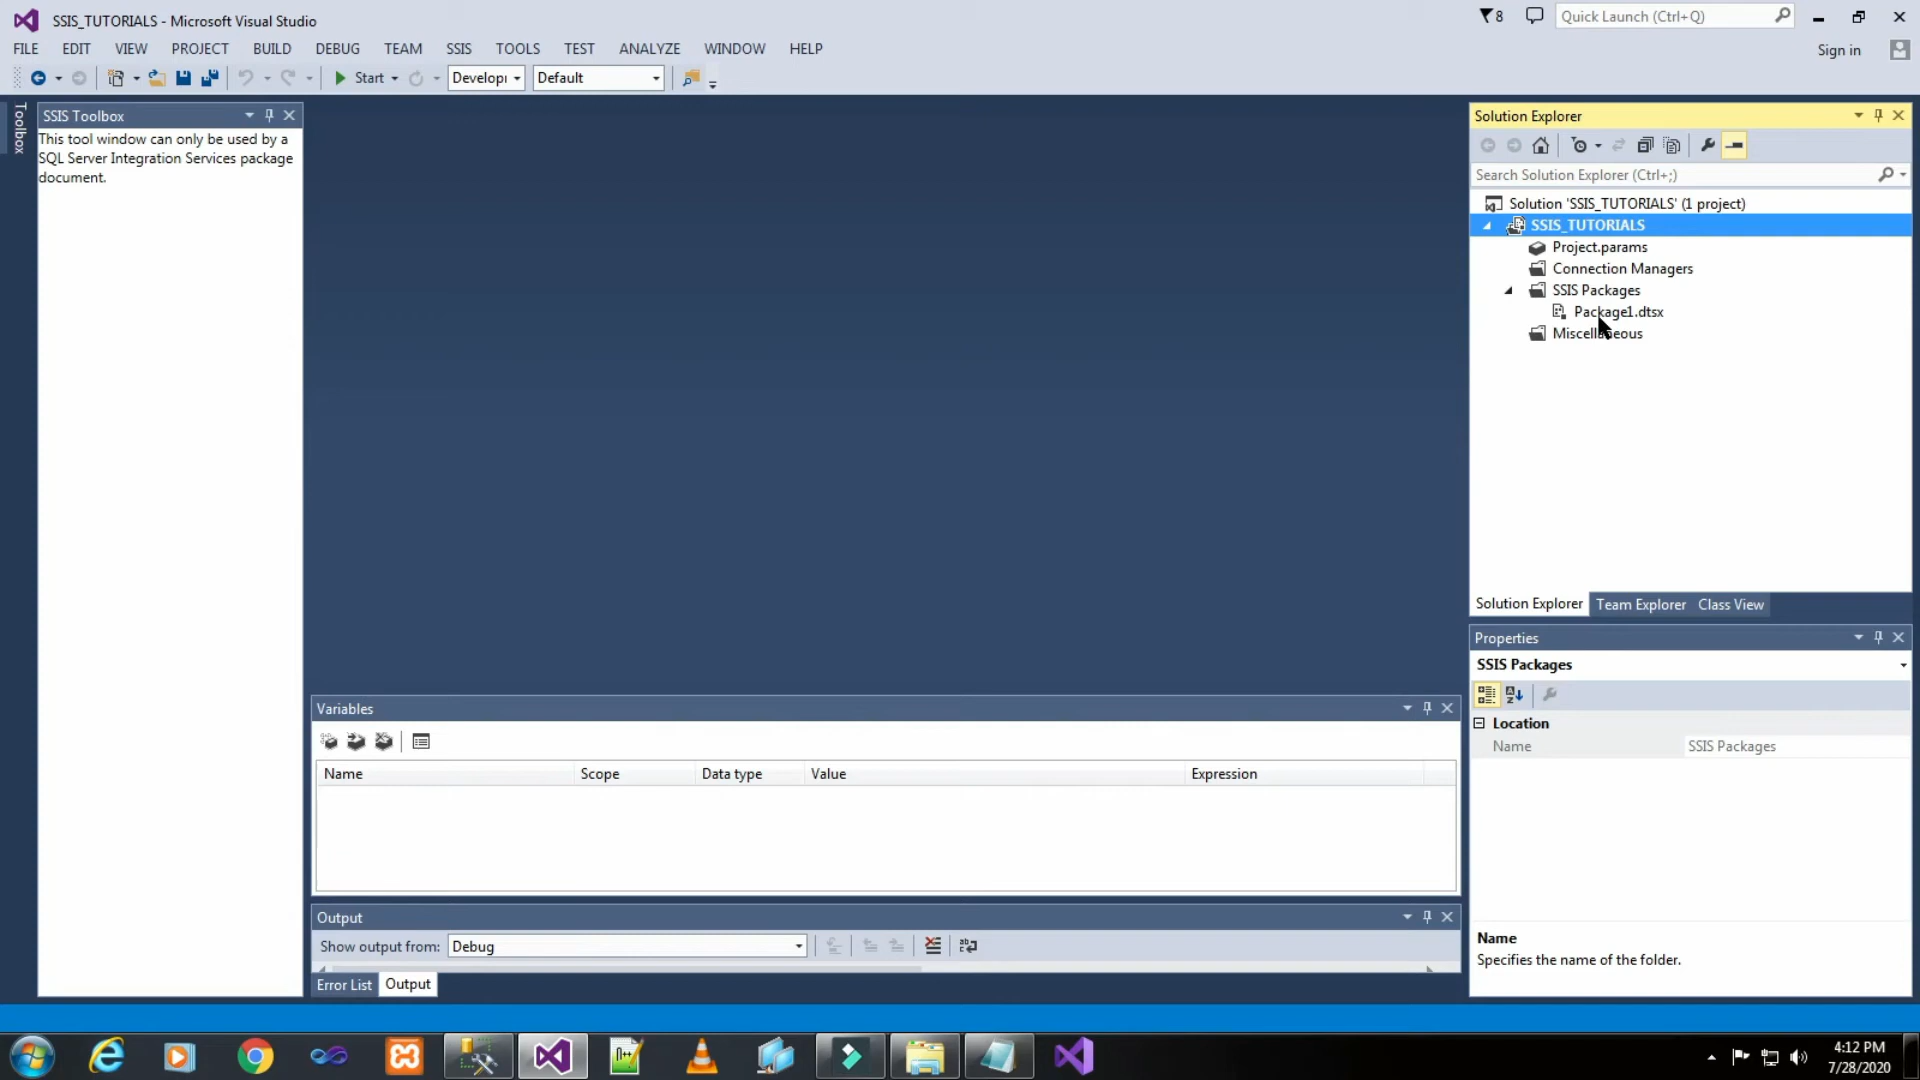 SSIS_TUTORIALS - Microsoft Visual Studio
8
Quick Launch (Ctrl+Q)
FILE EDIT VIEW PROJECT BUILD DEBUG TEAM SSIS TOOLS TEST ANALYZE WINDOW HELP
Sign in
Start
Developi
Default
Toolbox
SSIS Toolbox
This tool window can only be used by a
SQL Server Integration Services package
document.
Solution Explorer
Search Solution Explorer (Ctrl+;)
Solution 'SSIS_TUTORIALS' (1 project)
SSIS_TUTORIALS
Project.params
Connection Managers
SSIS Packages
Package1.dtsx
Miscellaneous
Solution Explorer Team Explorer Class View
Properties
SSIS Packages
Location
Name SSIS Packages
Name
Specifies the name of the folder.
Variables
Name Scope Data type Value Expression
Output
Show output from: Debug
Error List Output
4:12 PM
7/28/2020